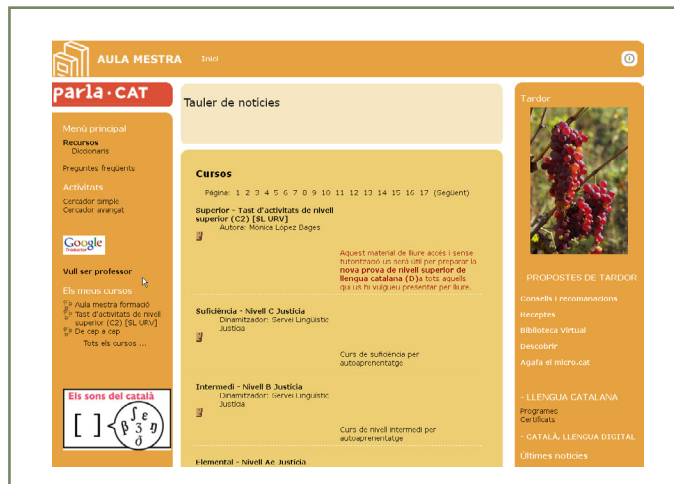 AULA MESTRA
Inici
parla·CAT
Menú principal
Recursos
Diccionaris
Preguntes freqüents
Activitats
Cercador simple
Cercador avançat
Google
Traductor
Vull ser professor
Els meus cursos
Aula mestra formació
Tast d'activitats de nivell
superior (C2) [SL URV]
De cap a cap
Tots els cursos ...
Els sons del català
[ ] ʃ ɛ β ʒ ŋ ð
Tauler de notícies
Cursos
Pàgina: 1 2 3 4 5 6 7 8 9 10 11 12 13 14 15 16 17 (Següent)
Superior - Tast d'activitats de nivell
superior (C2) [SL URV]
Autora: Mònica López Bages
Aquest material de lliure accés i sense
tutorització us serà útil per preparar la
nova prova de nivell superior de
llengua catalana (D)a tots aquells
qui us hi vulgueu presentar per lliure.
Suficiència - Nivell C Justícia
Dinamitzador: Servei Lingüístic
Justícia
Curs de suficiència per
autoaprenentatge
Intermedi - Nivell B Justícia
Dinamitzador: Servei Lingüístic
Justícia
Curs de nivell intermedi per
autoaprenentatge
Elemental - Nivell Ae Justícia
Tardor
- PROPOSTES DE TARDOR
Consells i recomanacions
Receptes
Biblioteca Virtual
Descobrir
Agafa el micro.cat
- LLENGUA CATALANA
Programes
Certificats
- CATALÀ, LLENGUA DIGITAL
Últimes notícies